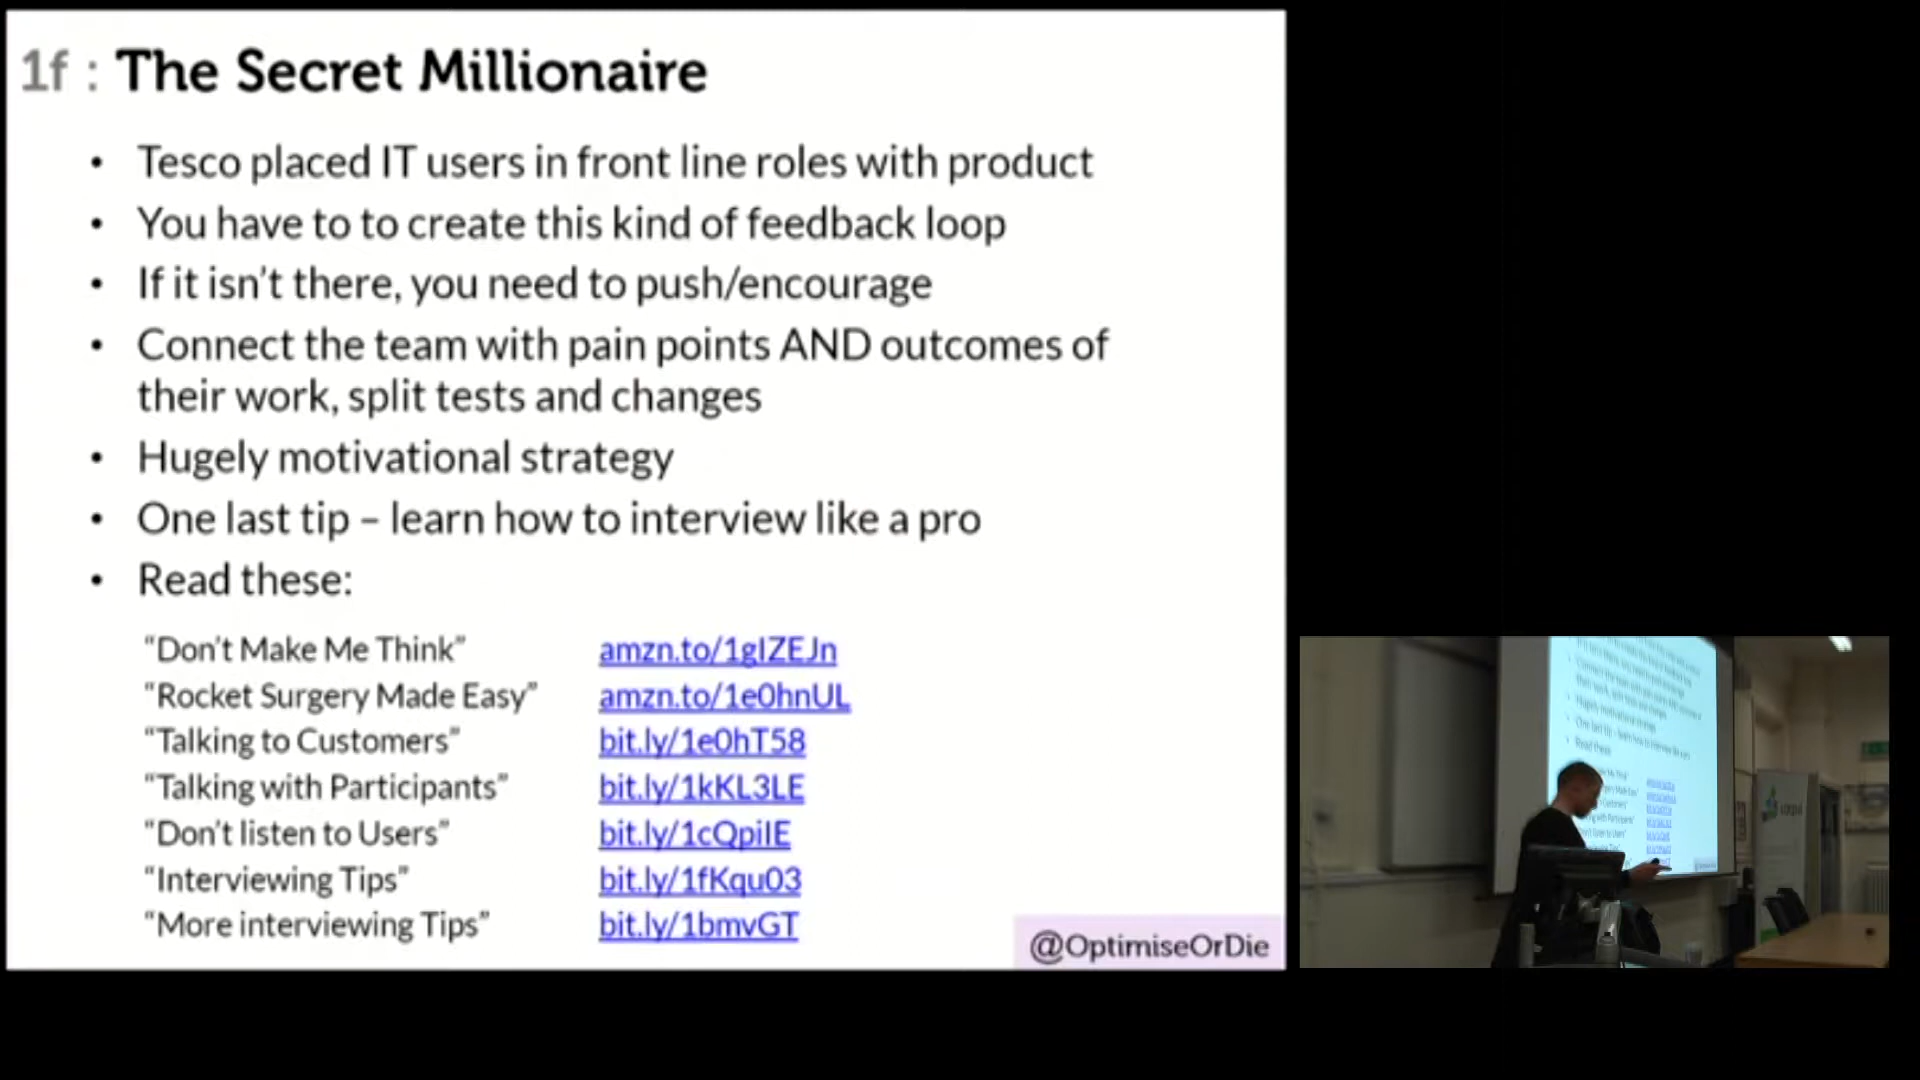 1f : The Secret Millionaire
• Tesco placed IT users in front line roles with product
• You have to to create this kind of feedback loop
• If it isn't there, you need to push/encourage
• Connect the team with pain points AND outcomes of
their work, split tests and changes
• Hugely motivational strategy
• One last tip – learn how to interview like a pro
• Read these:
“Don't Make Me Think” amzn.to/1gIZEJn
“Rocket Surgery Made Easy” amzn.to/1e0hnUL
“Talking to Customers” bit.ly/1e0hT58
“Talking with Participants” bit.ly/1kKL3LE
“Don't listen to Users” bit.ly/1cQpiIE
“Interviewing Tips” bit.ly/1fKqu03
“More interviewing Tips” bit.ly/1bmvGT
@OptimiseOrDie